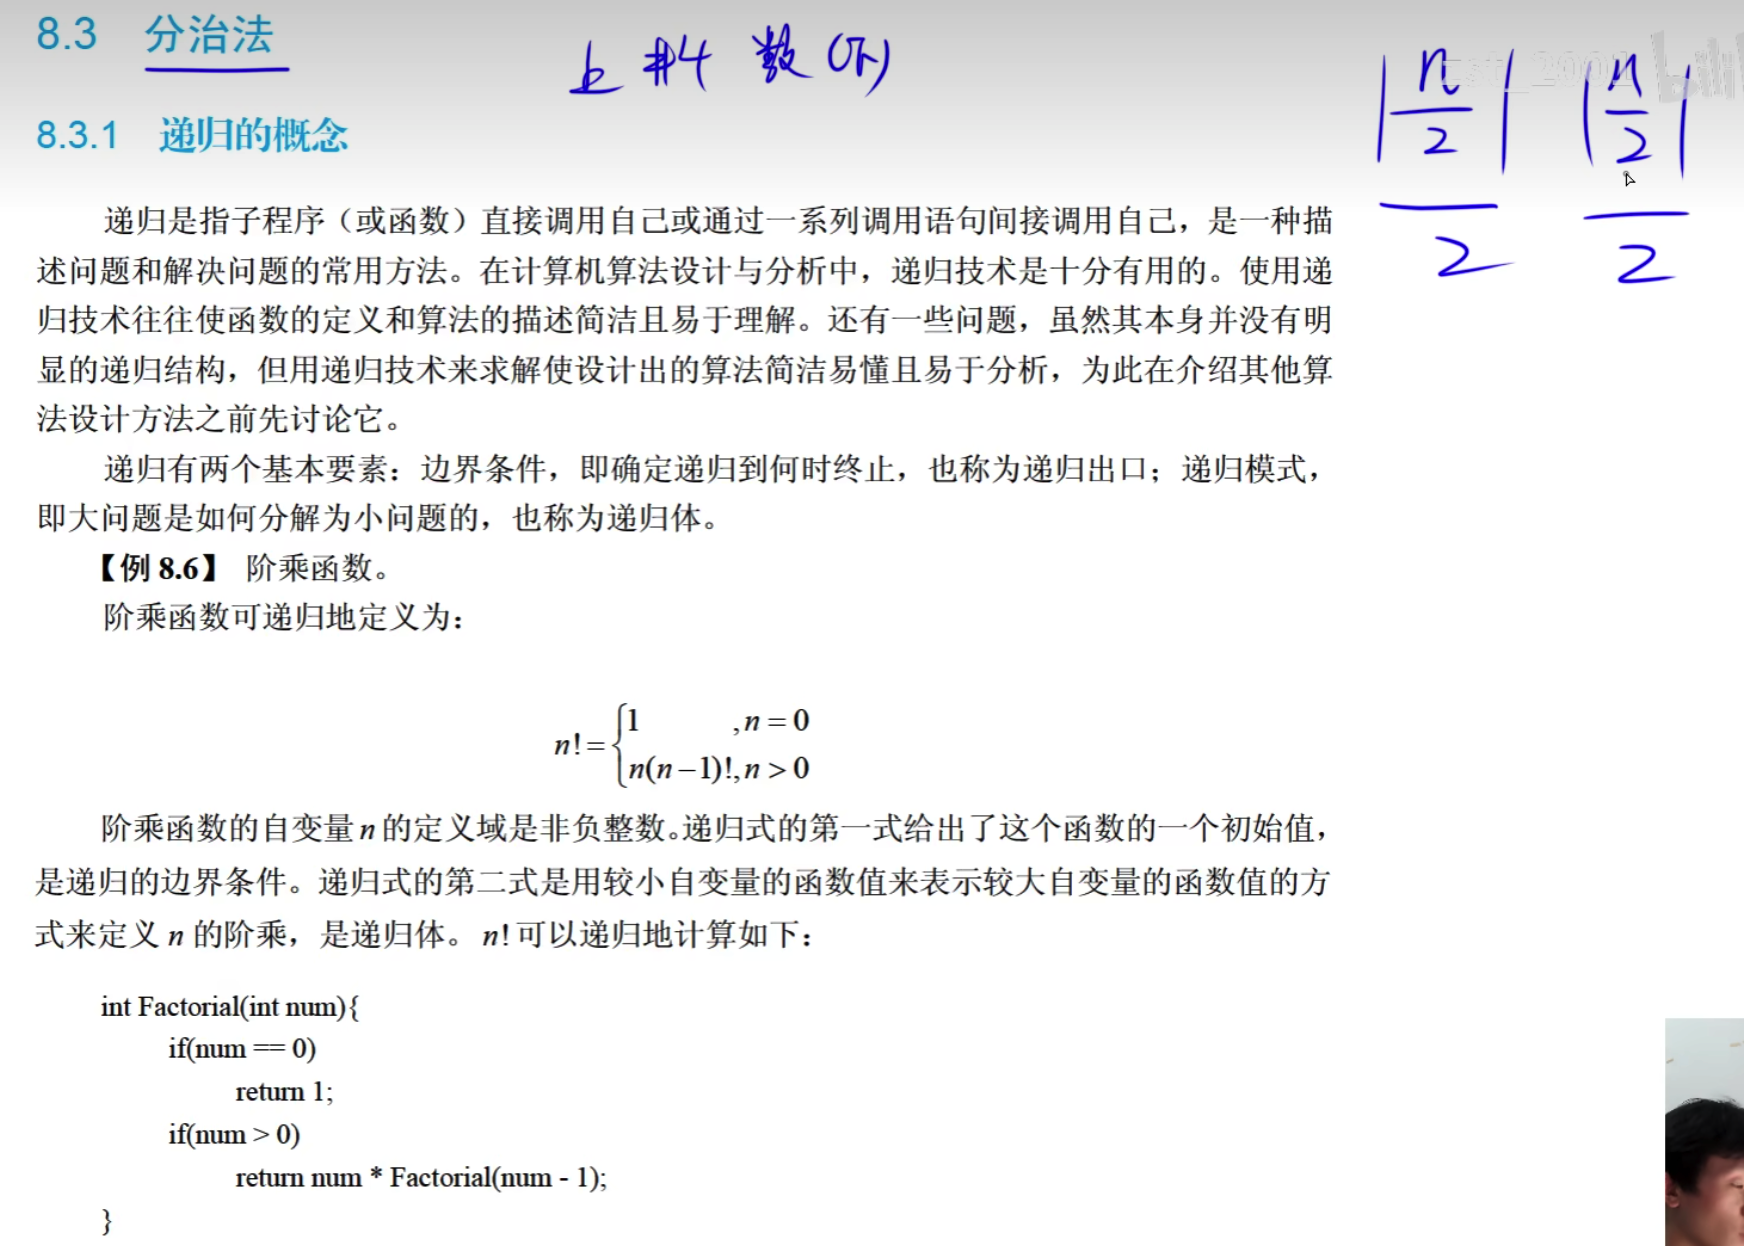 8.3 分治法
上午4 数(下)
8.3.1 递归的概念
n n
2 2
2 2
递归是指子程序（或函数）直接调用自己或通过一系列调用语句间接调用自己，是一种描
述问题和解决问题的常用方法。在计算机算法设计与分析中，递归技术是十分有用的。使用递
归技术往往使函数的定义和算法的描述简洁且易于理解。还有一些问题，虽然其本身并没有明
显的递归结构，但用递归技术来求解使设计出的算法简洁易懂且易于分析，为此在介绍其他算
法设计方法之前先讨论它。
递归有两个基本要素：边界条件，即确定递归到何时终止，也称为递归出口；递归模式，
即大问题是如何分解为小问题的，也称为递归体。
【例 8.6】 阶乘函数。
阶乘函数可递归地定义为：
n!={1 ,n=0
n(n−1)!,n>0
阶乘函数的自变量 n 的定义域是非负整数。递归式的第一式给出了这个函数的一个初始值，
是递归的边界条件。递归式的第二式是用较小自变量的函数值来表示较大自变量的函数值的方
式来定义 n 的阶乘，是递归体。n! 可以递归地计算如下：
int Factorial(int num){
if(num == 0)
return 1;
if(num > 0)
return num * Factorial(num - 1);
}